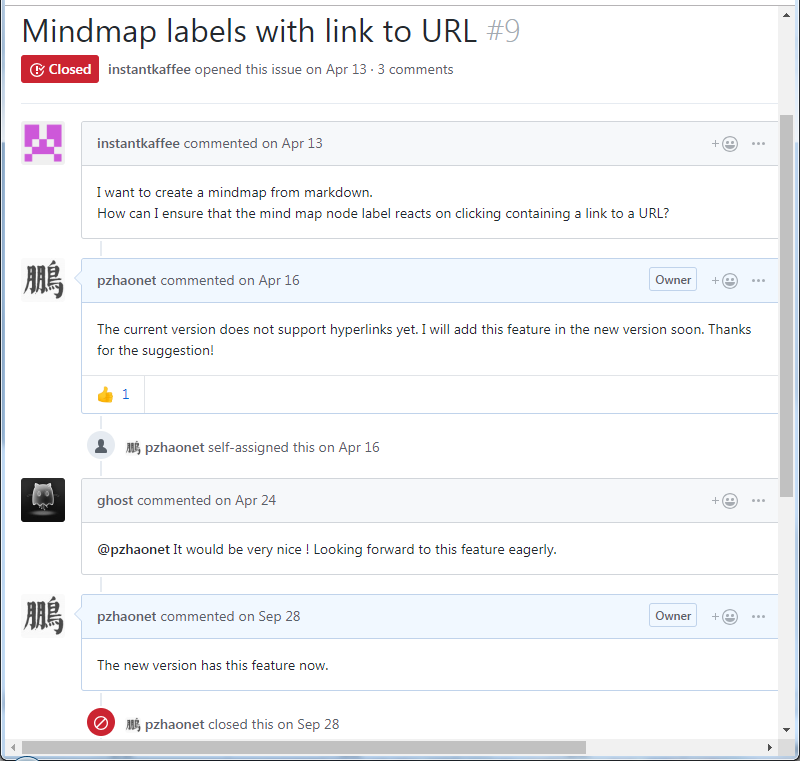 Mindmap labels with link to URL #9
Closed instantkaffee opened this issue on Apr 13 · 3 comments
instantkaffee commented on Apr 13
I want to create a mindmap from markdown.
How can I ensure that the mind map node label reacts on clicking containing a link to a URL?
鵬
pzhaonet commented on Apr 16 Owner
The current version does not support hyperlinks yet. I will add this feature in the new version soon. Thanks
for the suggestion!
1
鵬 pzhaonet self-assigned this on Apr 16
ghost commented on Apr 24
@pzhaonet It would be very nice ! Looking forward to this feature eagerly.
鵬
pzhaonet commented on Sep 28 Owner
The new version has this feature now.
鵬 pzhaonet closed this on Sep 28